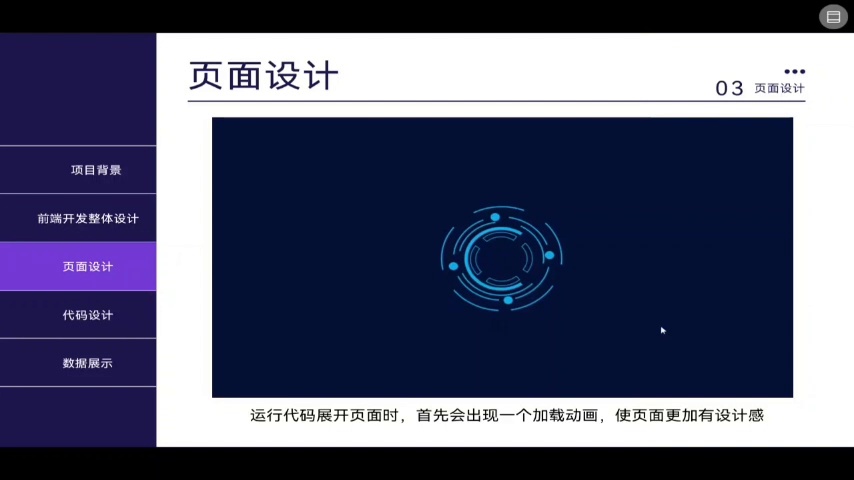 页面设计
03 页面设计
项目背景
前端开发整体设计
页面设计
代码设计
数据展示
运行代码展开页面时，首先会出现一个加载动画，使页面更加有设计感